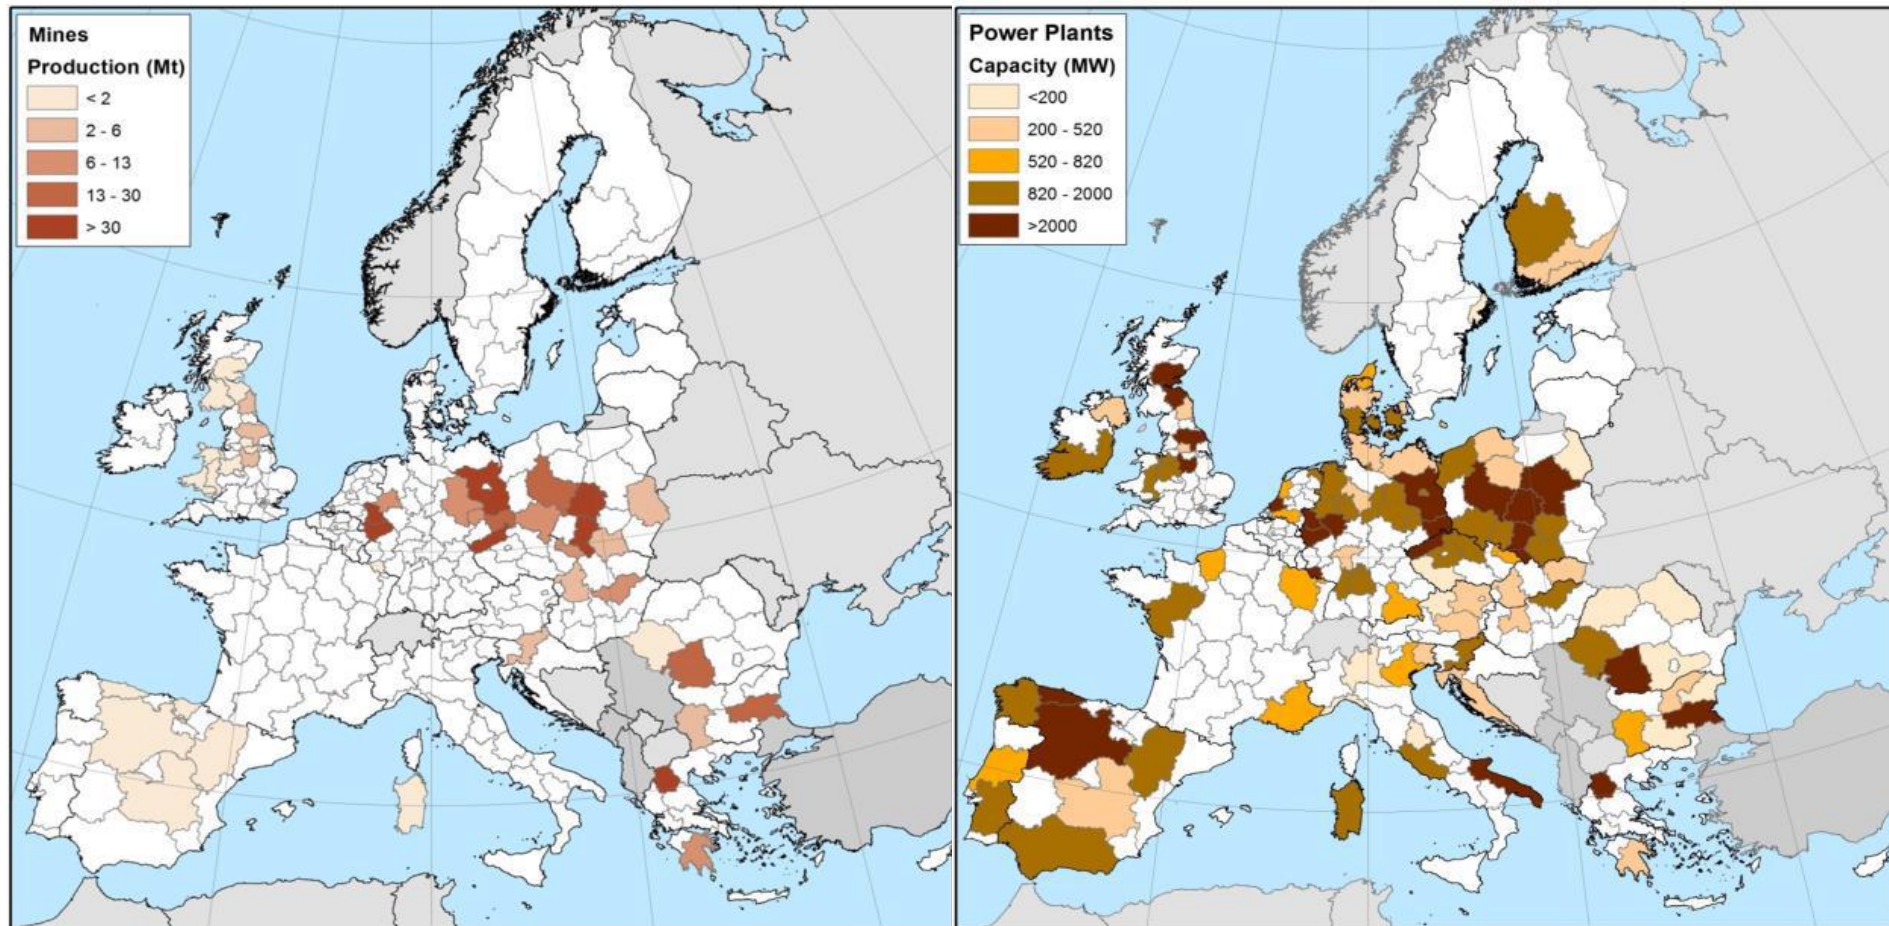 Mines
Production (Mt)
< 2
2 - 6
6 - 13
13 - 30
> 30
Power Plants
Capacity (MW)
<200
200 - 520
520 - 820
820 - 2000
>2000